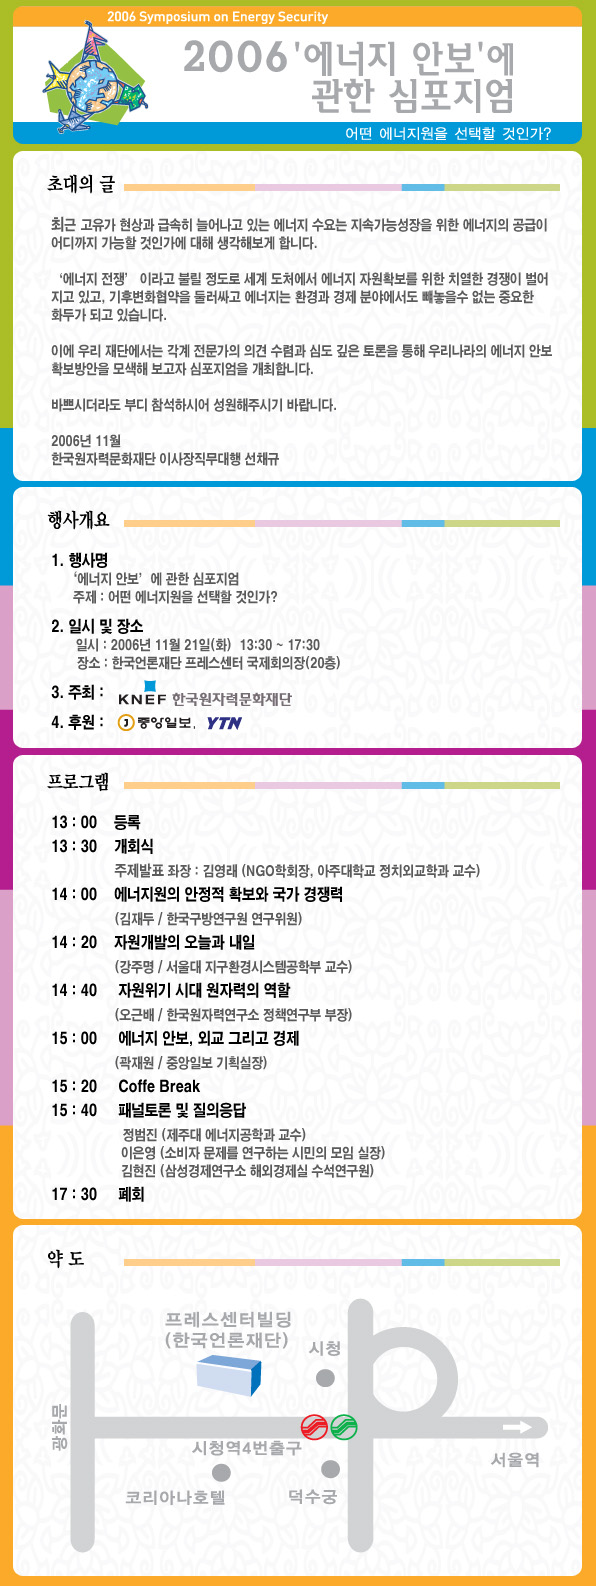 2006 Symposium on Energy Security
2006 '에너지 안보'에
관한 심포지엄
어떤 에너지원을 선택할 것인가?
초대의 글
최근 고유가 현상과 급속히 늘어나고 있는 에너지 수요는 지속가능성장을 위한 에너지의 공급이
어디까지 가능할 것인가에 대해 생각해보게 합니다.
‘에너지 전쟁’ 이라고 불릴 정도로 세계 도처에서 에너지 자원확보를 위한 치열한 경쟁이 벌어
지고 있고, 기후변화협약을 둘러싸고 에너지는 환경과 경제 분야에서도 빼놓을수 없는 중요한
화두가 되고 있습니다.
이에 우리 재단에서는 각계 전문가의 의견 수렴과 심도 깊은 토론을 통해 우리나라의 에너지 안보
확보방안을 모색해 보고자 심포지엄을 개최합니다.
바쁘시더라도 부디 참석하시어 성원해주시기 바랍니다.
2006년 11월
한국원자력문화재단 이사장직무대행 선채규
행사개요
1. 행사명
‘에너지 안보’ 에 관한 심포지엄
주제 : 어떤 에너지원을 선택할 것인가?
2. 일시 및 장소
일시 : 2006년 11월 21일(화) 13:30 ~ 17:30
장소 : 한국언론재단 프레스센터 국제회의장(20층)
3. 주최 : KNEF 한국원자력문화재단
4. 후원 : J 중앙일보, YTN
프로그램
13 : 00 등록
13 : 30 개회식
주제발표 좌장 : 김영래 (NGO학회장, 아주대학교 정치외교학과 교수)
14 : 00 에너지원의 안정적 확보와 국가 경쟁력
(김재두 / 한국구방연구원 연구위원)
14 : 20 자원개발의 오늘과 내일
(강주명 / 서울대 지구환경시스템공학부 교수)
14 : 40 자원위기 시대 원자력의 역할
(오근배 / 한국원자력연구소 정책연구부 부장)
15 : 00 에너지 안보, 외교 그리고 경제
(곽재원 / 중앙일보 기획실장)
15 : 20 Coffe Break
15 : 40 패널토론 및 질의응답
정범진 (제주대 에너지공학과 교수)
이은영 (소비자 문제를 연구하는 시민의 모임 실장)
김현진 (삼성경제연구소 해외경제실 수석연구원)
17 : 30 폐회
약 도
프레스센터빌딩
(한국언론재단)
시청
광화문
시청역4번출구
서울역
코리아나호텔
덕수궁